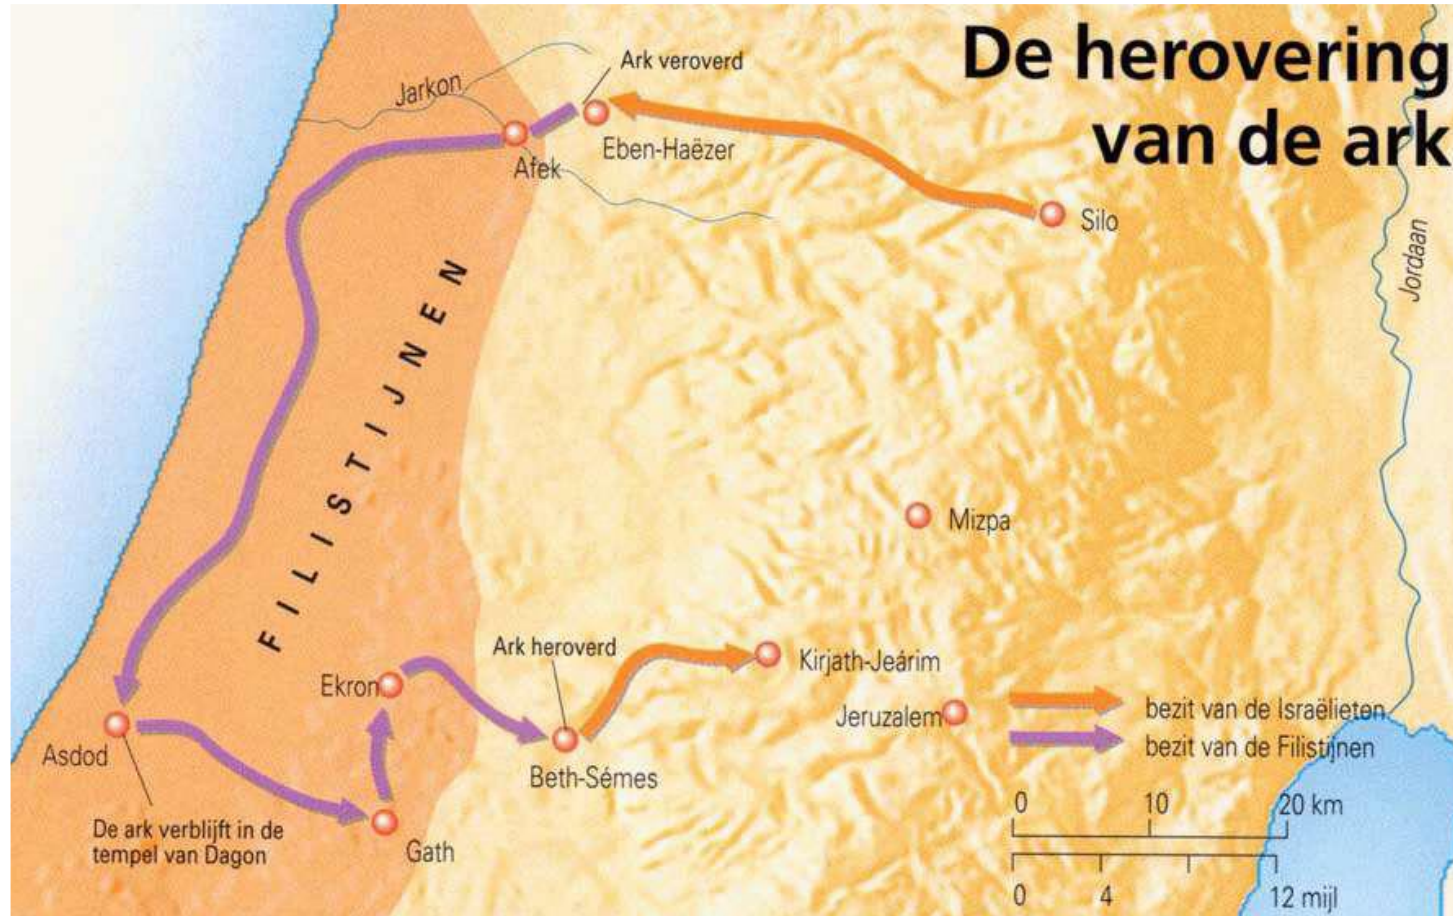 De herovering
van de ark
Ark veroverd
Jarkon
Eben-Haëzer
Afek
Silo
Jordaan
FILISTIJNEN
Mizpa
Ark heroverd
Kirjath-Jeárim
Ekron
Jeruzalem
bezit van de Israëlieten
bezit van de Filistijnen
Asdod
Beth-Sémes
0 10 20 km
De ark verblijft in de
tempel van Dagon
Gath
0 4 12 mijl